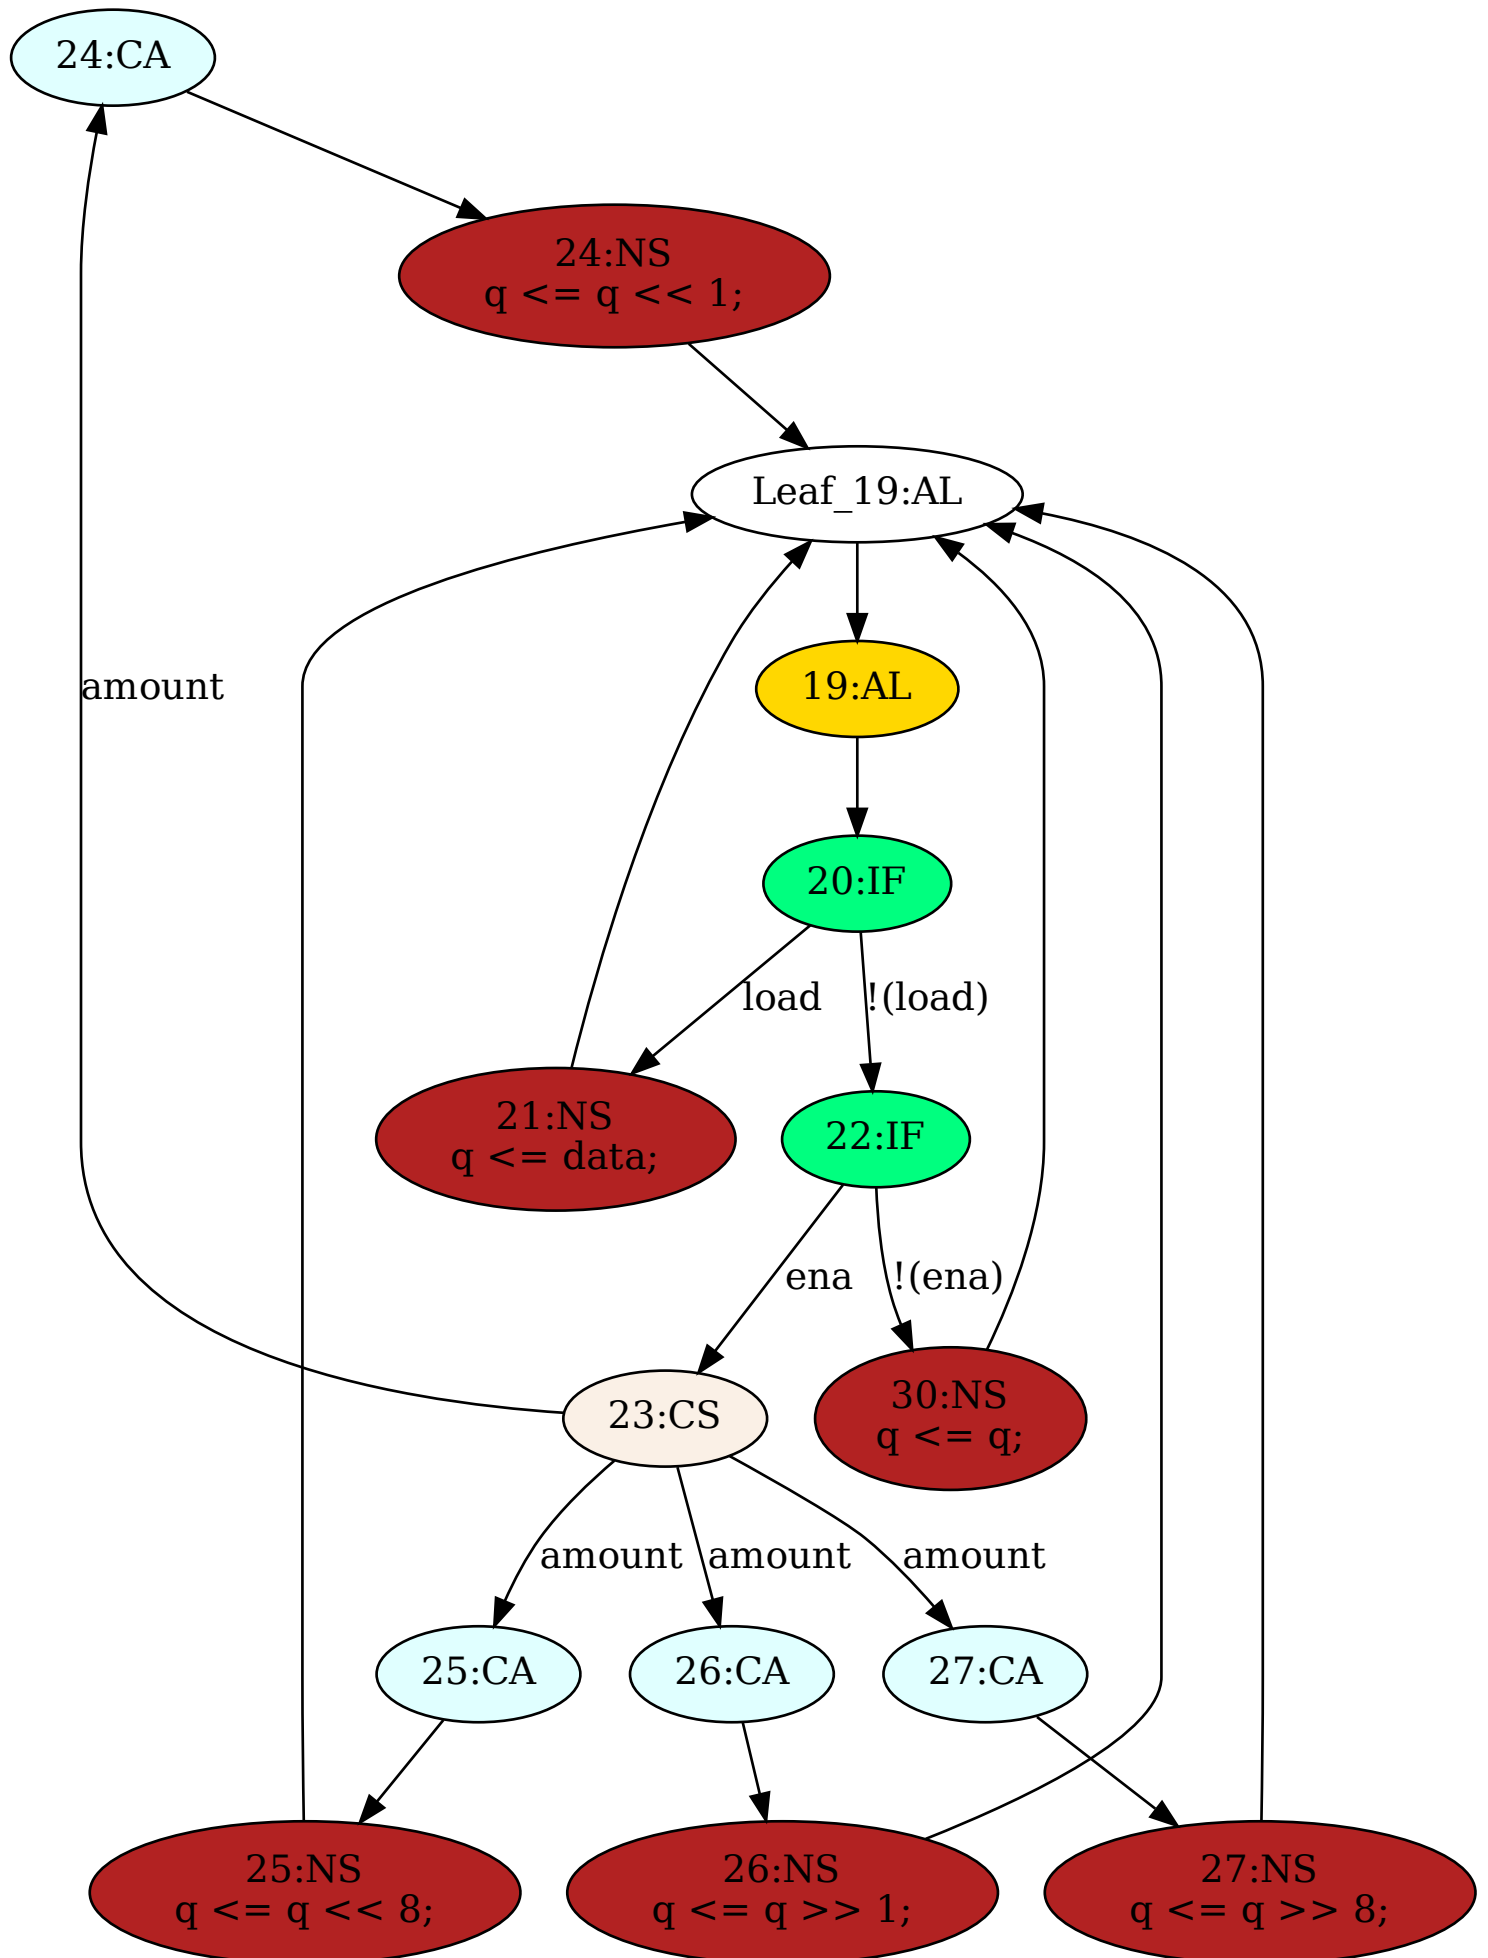 24:CA
24:NS
q <= q << 1;
Leaf_19:AL
amount
19:AL
20:IF
load
!(load)
21:NS
q <= data;
22:IF
ena
!(ena)
23:CS
30:NS
q <= q;
amount
amount
amount
25:CA
26:CA
27:CA
25:NS
q <= q << 8;
26:NS
q <= q >> 1;
27:NS
q <= q >> 8;